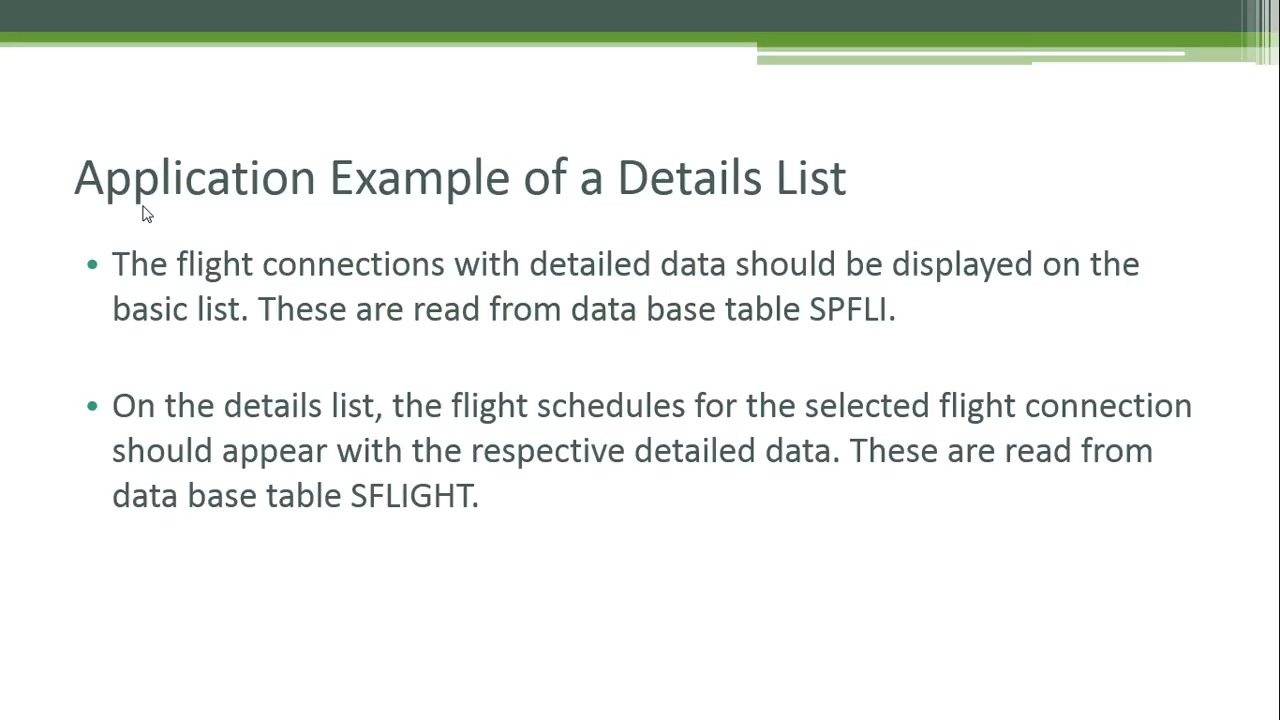 Application Example of a Details List
• The flight connections with detailed data should be displayed on the
basic list. These are read from data base table SPFLI.
• On the details list, the flight schedules for the selected flight connection
should appear with the respective detailed data. These are read from
data base table SFLIGHT.